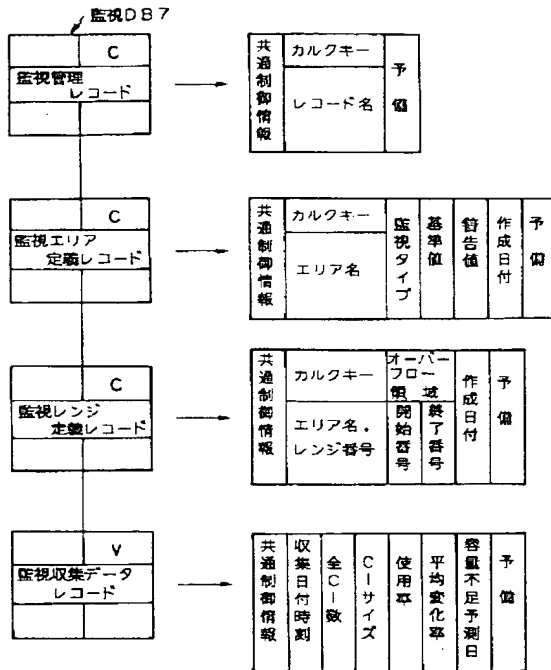 監視DB7
C
監視管理
レコード
共通制御情報
カルクキー
レコード名
予備
C
監視エリア
定義レコード
共通制御情報
カルクキー
エリア名
監視タイプ
基準値
警告値
作成日付
予備
C
監視レンジ
定義レコード
共通制御情報
カルクキー
エリア名・
レンジ番号
オーバー
フロー
領域
開始番号
終了番号
作成日付
予備
V
監視収集データ
レコード
共通制御情報
収集日付時刻
全CI数
CIサイズ
使用率
平均変化率
容量不足予測日
予備